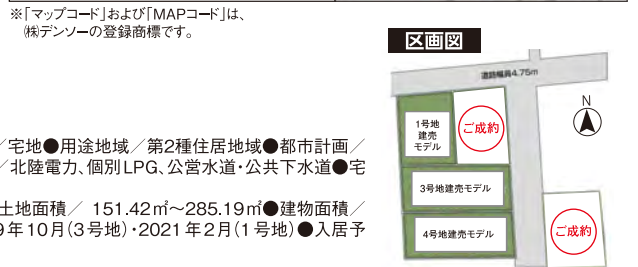 ※「マップコード」および「MAPコード」は、
㈱デンソーの登録商標です。
区画図
道路幅員4.75m
1号地
建売
モデル
ご成約
N
3号地建売モデル
4号地建売モデル
ご成約
／宅地●用途地域／第2種住居地域●都市計画／
／北陸電力、個別LPG、公営水道・公共下水道●宅
土地面積／ 151.42㎡～285.19㎡●建物面積／
9年10月(3号地)・2021年2月(1号地)●入居予